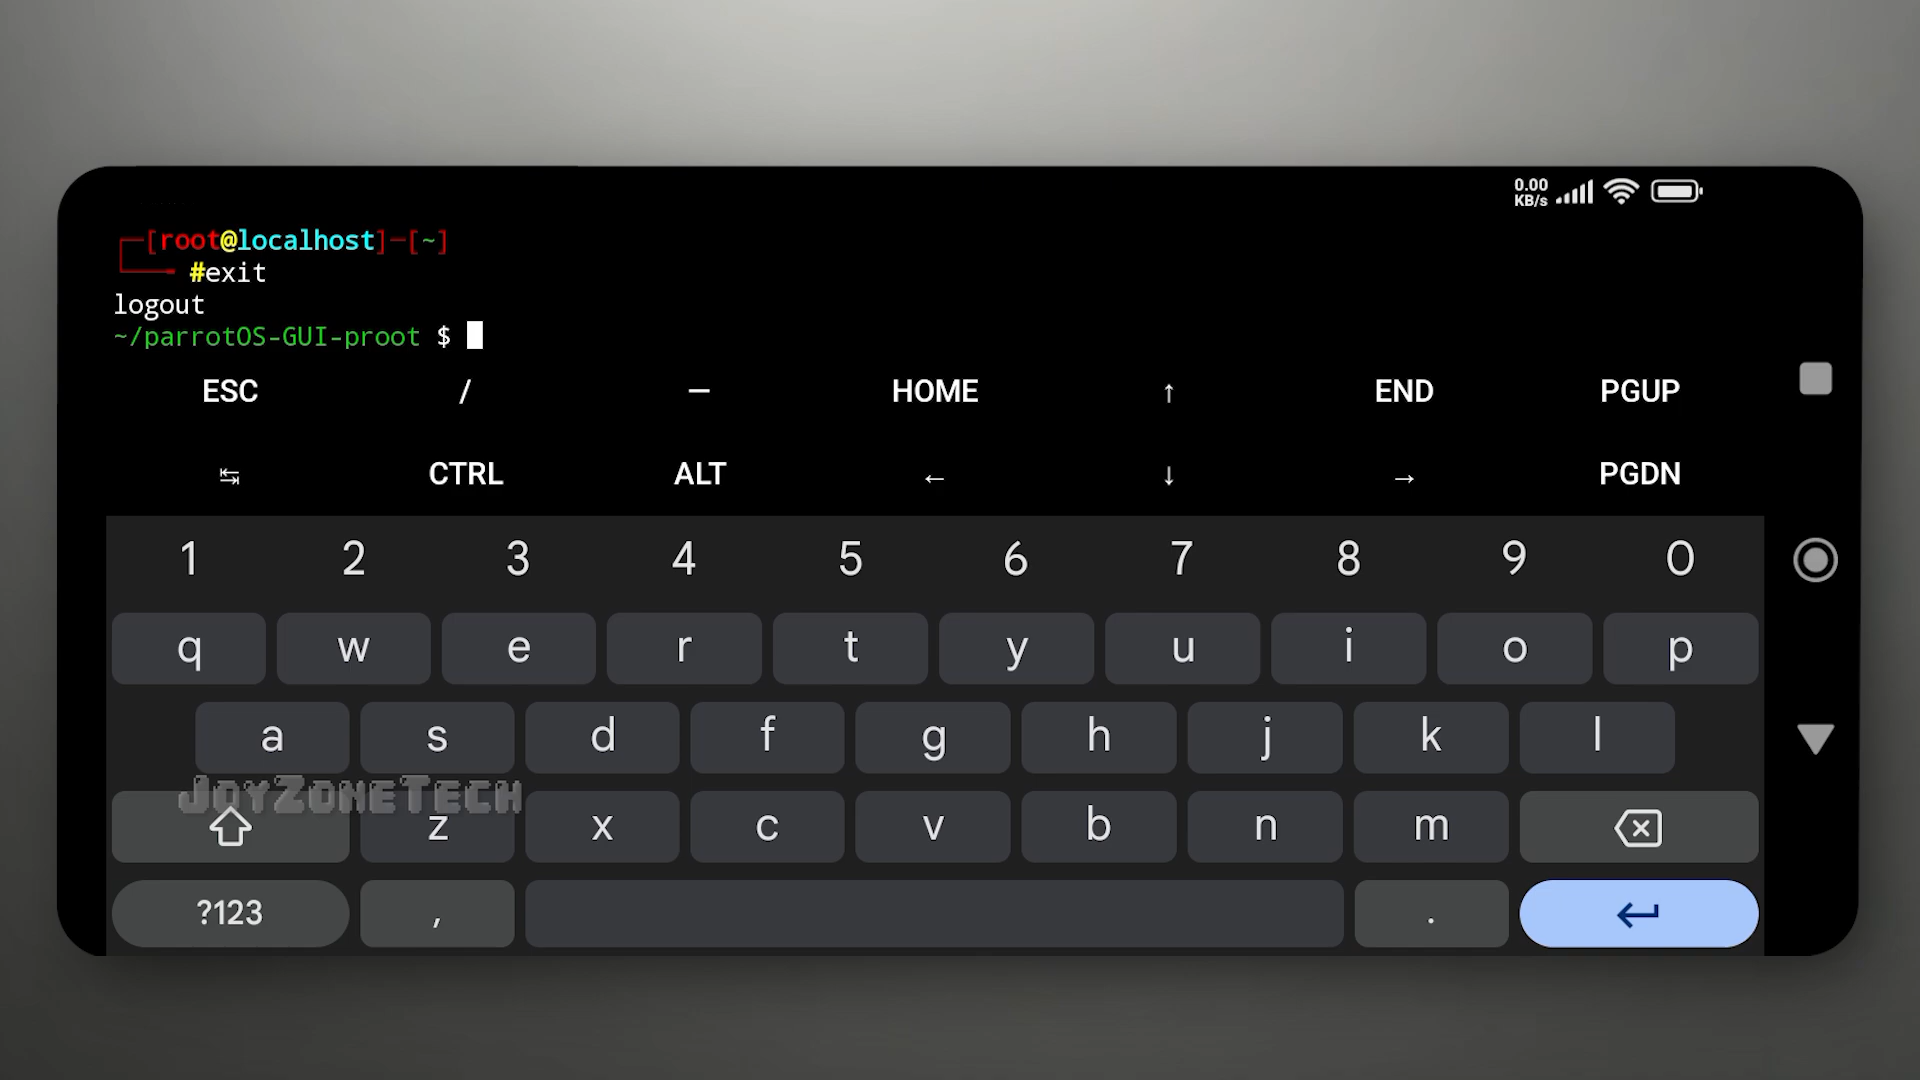 0.00
KB/s
[root@localhost]-[~]
#exit
logout
~/parrotOS-GUI-proot $
ESC / — HOME ↑ END PGUP
↹ CTRL ALT ← ↓ → PGDN
1 2 3 4 5 6 7 8 9 0
q w e r t y u i o p
a s d f g h j k l
JoyZoneTech
z x c v b n m
?123 , .